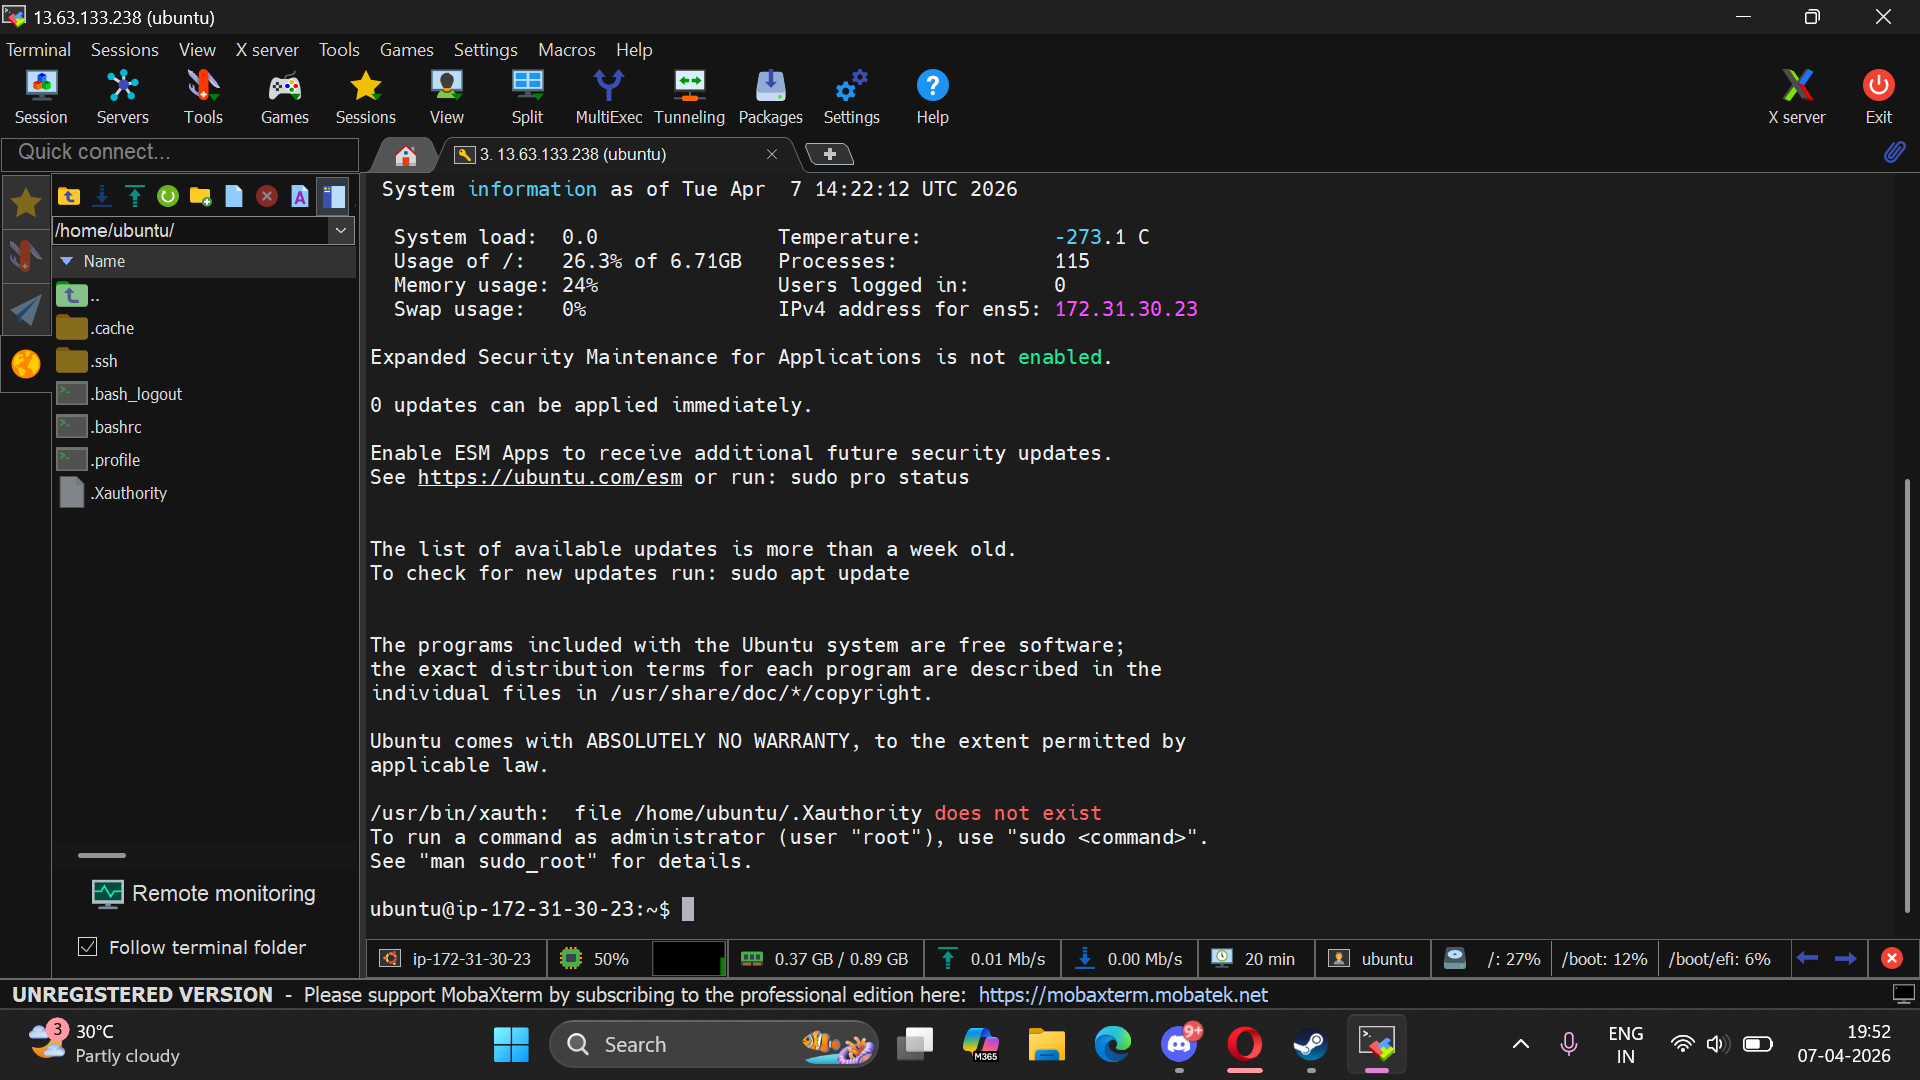 13.63.133.238 (ubuntu)
Terminal Sessions View X server Tools Games Settings Macros Help
Session Servers Tools Games Sessions View Split MultiExec Tunneling Packages Settings Help X server Exit
Quick connect...
3. 13.63.133.238 (ubuntu)
/home/ubuntu/
Name
..
.cache
.ssh
.bash_logout
.bashrc
.profile
.Xauthority
Remote monitoring
Follow terminal folder
System information as of Tue Apr  7 14:22:12 UTC 2026
System load: 0.0 Temperature: -273.1 C
Usage of /: 26.3% of 6.71GB Processes: 115
Memory usage: 24% Users logged in: 0
Swap usage: 0% IPv4 address for ens5: 172.31.30.23
Expanded Security Maintenance for Applications is not enabled.
0 updates can be applied immediately.
Enable ESM Apps to receive additional future security updates.
See https://ubuntu.com/esm or run: sudo pro status
The list of available updates is more than a week old.
To check for new updates run: sudo apt update
The programs included with the Ubuntu system are free software;
the exact distribution terms for each program are described in the
individual files in /usr/share/doc/*/copyright.
Ubuntu comes with ABSOLUTELY NO WARRANTY, to the extent permitted by
applicable law.
/usr/bin/xauth:  file /home/ubuntu/.Xauthority does not exist
To run a command as administrator (user "root"), use "sudo <command>".
See "man sudo_root" for details.
ubuntu@ip-172-31-30-23:~$
ip-172-31-30-23 50% 0.37 GB / 0.89 GB 0.01 Mb/s 0.00 Mb/s 20 min ubuntu /: 27% /boot: 12% /boot/efi: 6%
UNREGISTERED VERSION - Please support MobaXterm by subscribing to the professional edition here: https://mobaxterm.mobatek.net
3
30°C
Partly cloudy
Search
M365
9+
ENG
IN
19:52
07-04-2026